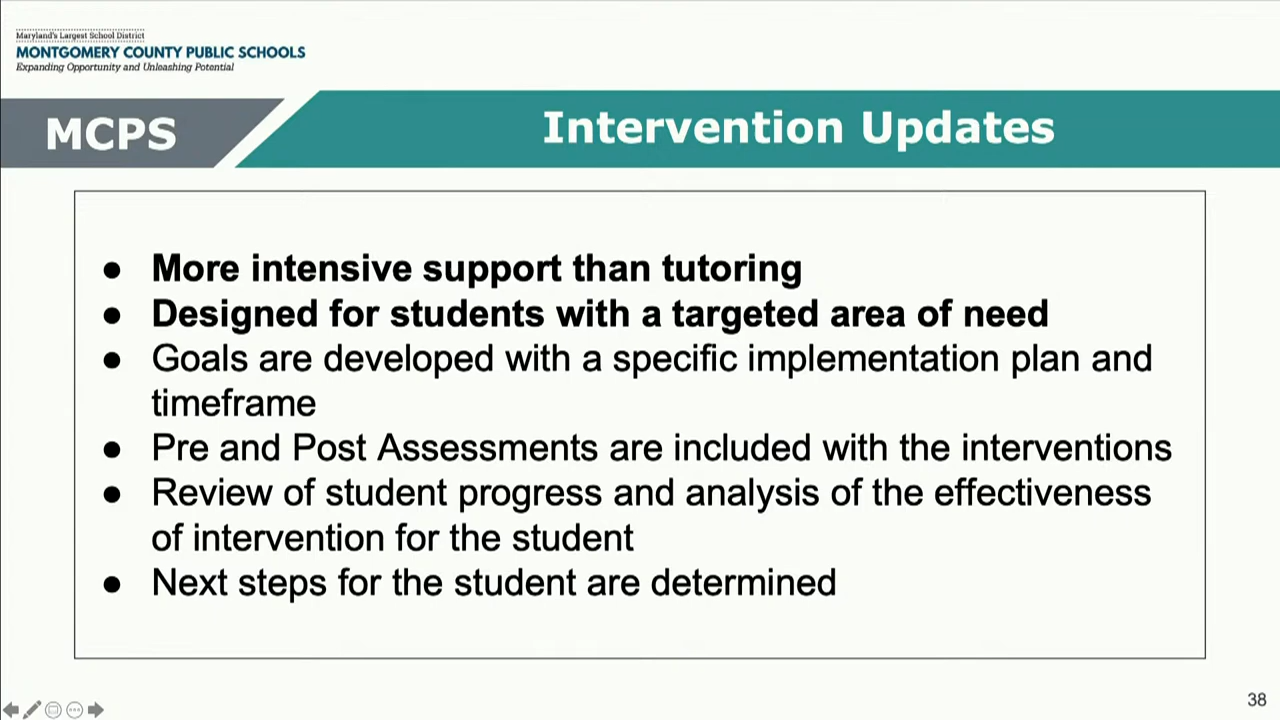 Maryland's Largest School District
MONTGOMERY COUNTY PUBLIC SCHOOLS
Expanding Opportunity and Unleashing Potential
MCPS
Intervention Updates
● More intensive support than tutoring
● Designed for students with a targeted area of need
● Goals are developed with a specific implementation plan and
timeframe
● Pre and Post Assessments are included with the interventions
● Review of student progress and analysis of the effectiveness
of intervention for the student
● Next steps for the student are determined
38